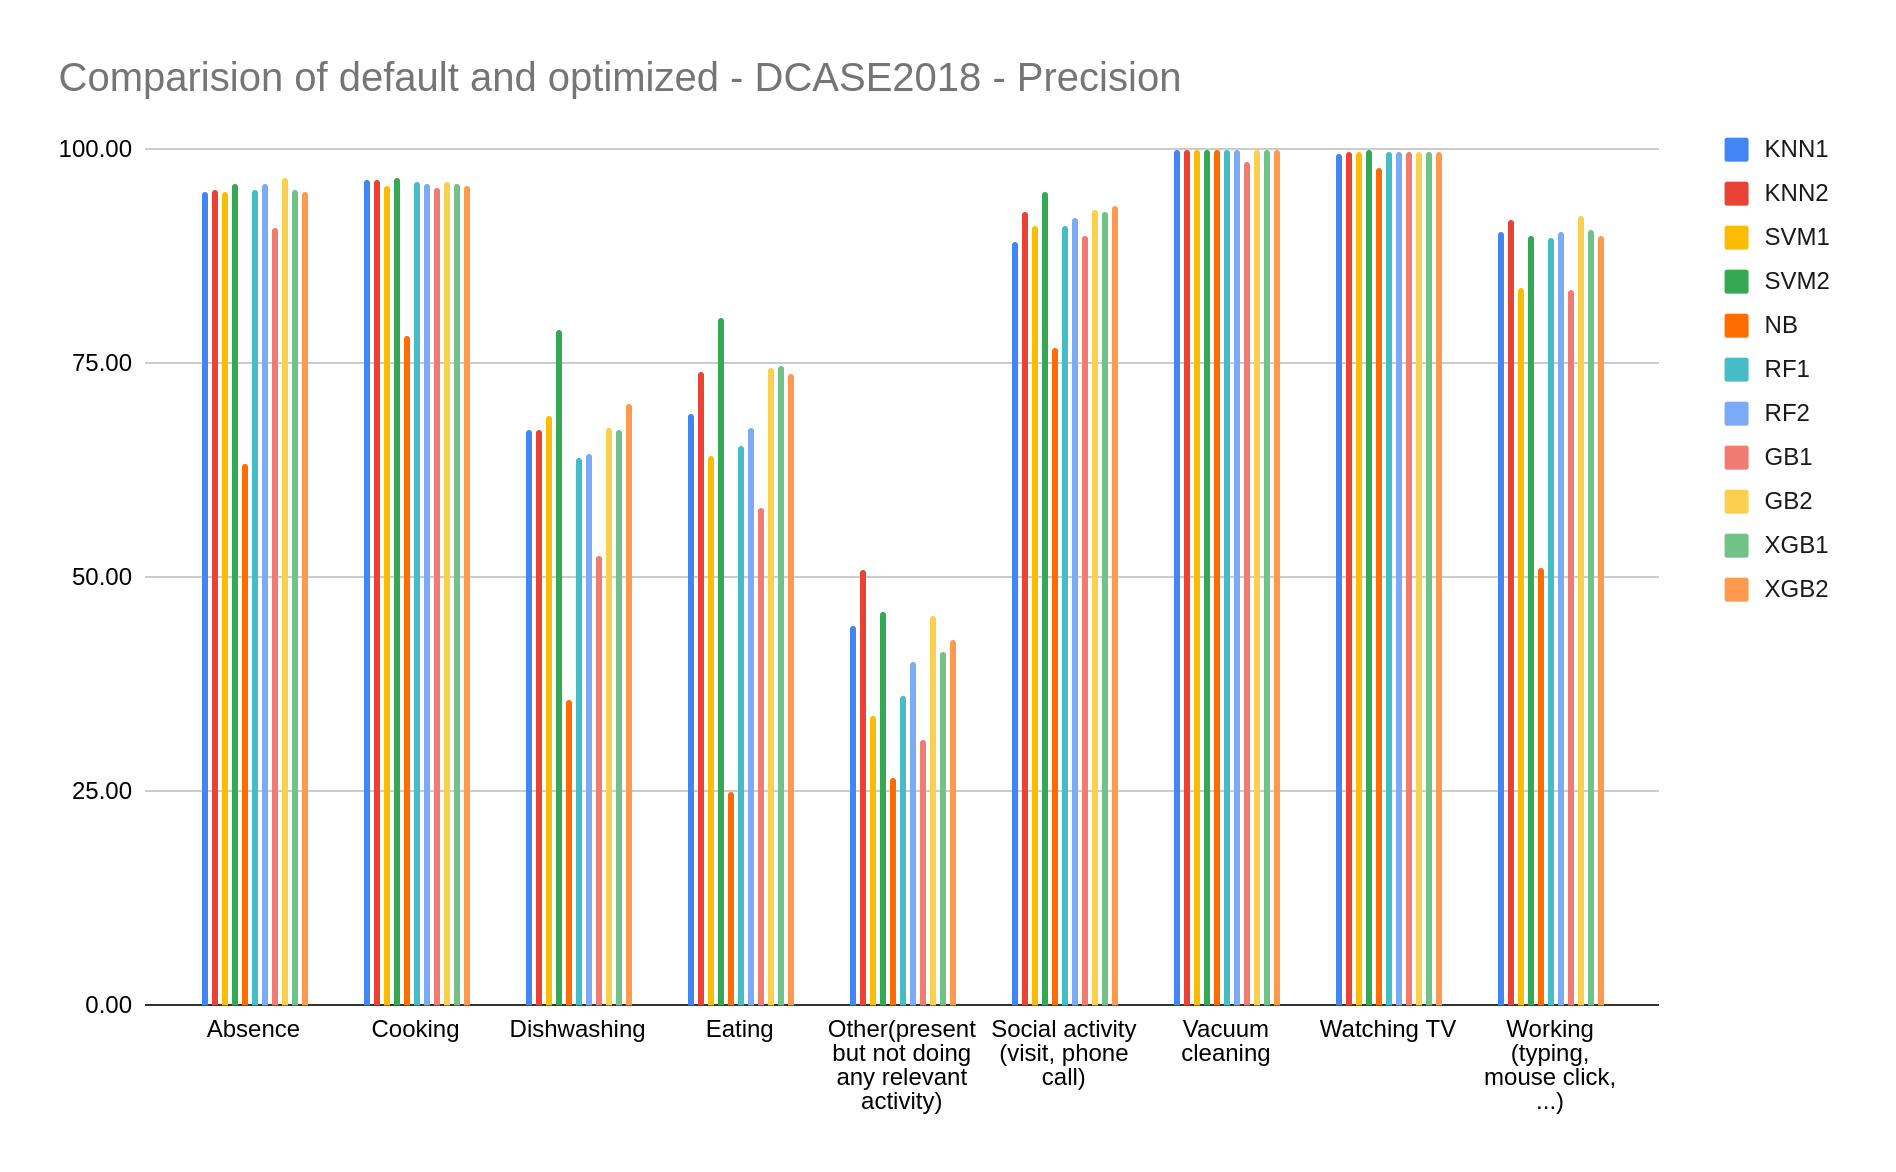 Comparision of default and optimized - DCASE2018 - Precision
100.00
75.00
50.00
25.00
0.00
Absence
Cooking
Dishwashing
Eating
Other(present
but not doing
any relevant
activity)
Social activity
(visit, phone
call)
Vacuum
cleaning
Watching TV
Working
(typing,
mouse click,
...)
KNN1
KNN2
SVM1
SVM2
NB
RF1
RF2
GB1
GB2
XGB1
XGB2